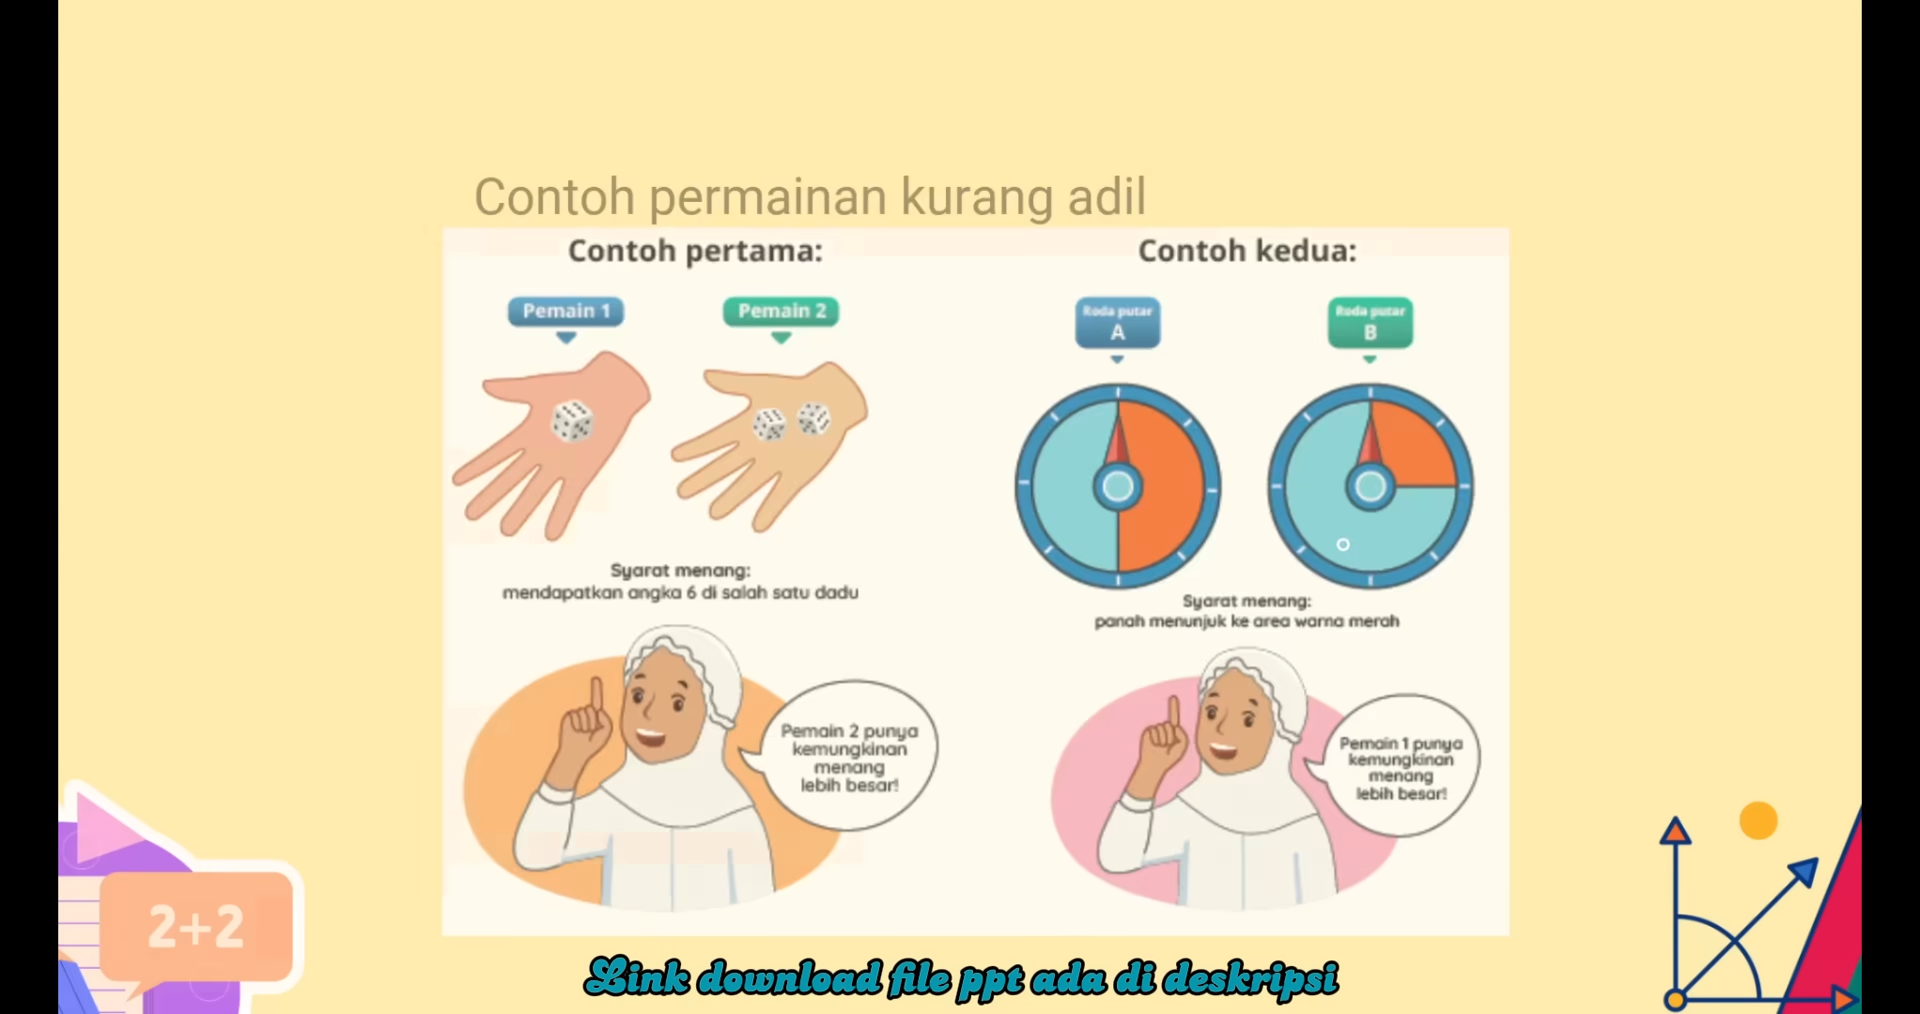 Contoh permainan kurang adil
Contoh pertama:
Pemain 1
Pemain 2
Syarat menang:
mendapatkan angka 6 di salah satu dadu
Pemain 2 punya
kemungkinan
menang
lebih besar!
Contoh kedua:
Roda putar
A
Roda putar
B
Syarat menang:
panah menunjuk ke area warna merah
Pemain 1 punya
kemungkinan
menang
lebih besar!
2+2
Link download file ppt ada di deskripsi